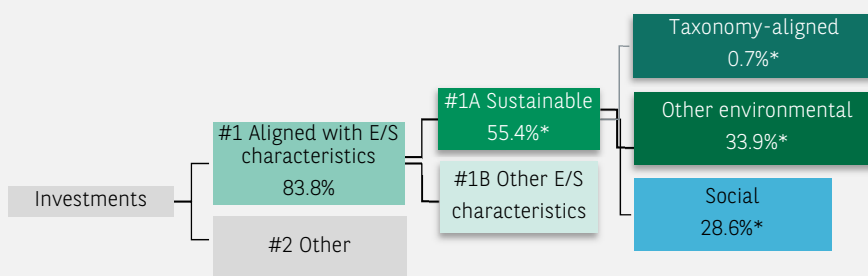 Taxonomy-aligned
0.7%*
#1A Sustainable
55.4%*
Other environmental
33.9%*
#1 Aligned with E/S
characteristics
83.8%
#1B Other E/S
characteristics
Social
28.6%*
Investments
#2 Other